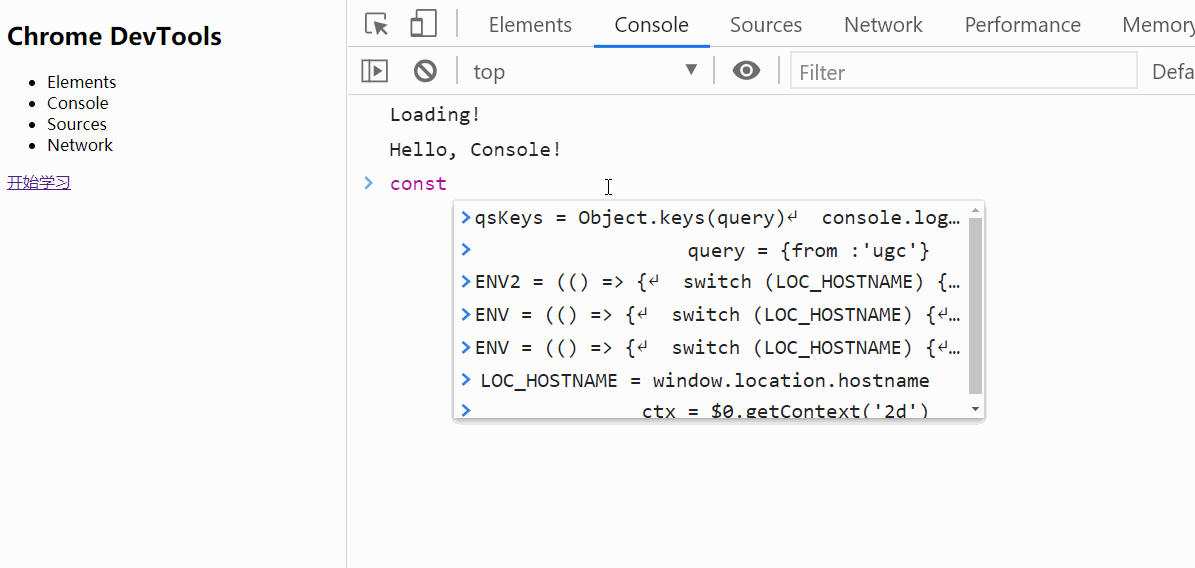 Chrome DevTools
Elements
Console
Sources
Network
开始学习
Elements Console Sources Network Performance Memory
top Filter Defa
Loading!
Hello, Console!
const
qsKeys = Object.keys(query)↵ console.log…
query = {from :'ugc'}
ENV2 = (() => {↵ switch (LOC_HOSTNAME) {…
ENV = (() => {↵ switch (LOC_HOSTNAME) {↵…
ENV = (() => {↵ switch (LOC_HOSTNAME) {↵…
LOC_HOSTNAME = window.location.hostname
ctx = $0.getContext('2d')